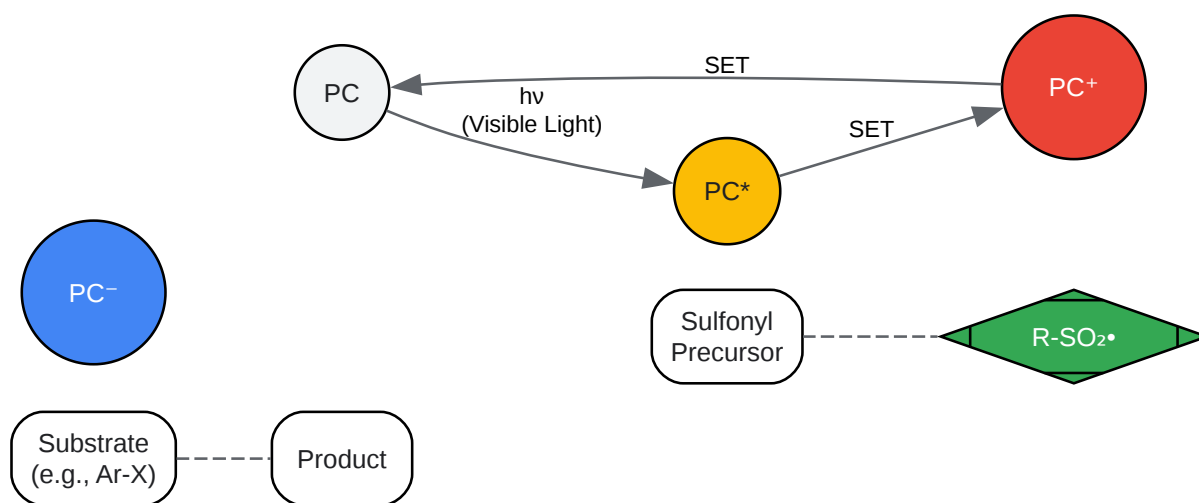 SET
PC
PC⁺
hν
(Visible Light)
SET
PC*
PC⁻
Sulfonyl
Precursor
R-SO₂•
Substrate
(e.g., Ar-X)
Product